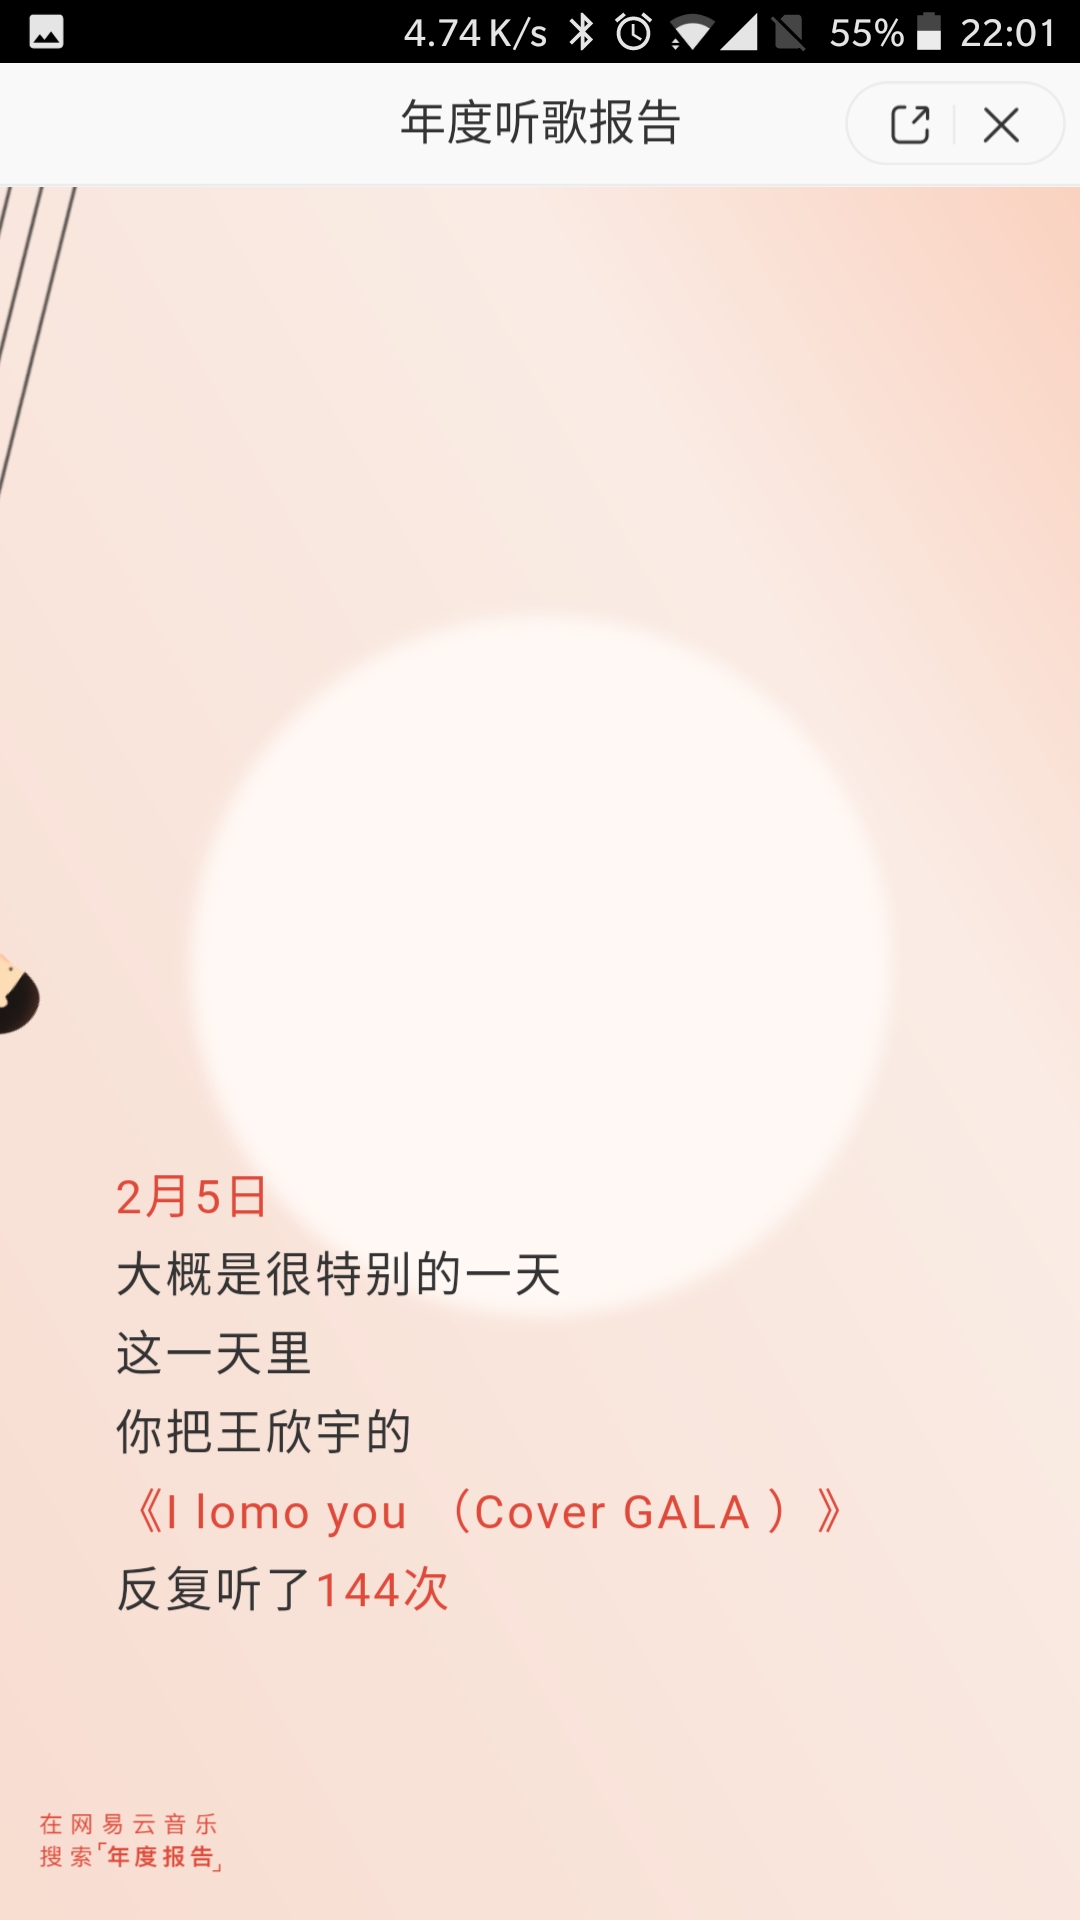 4.74 K/s 55% 22:01
年度听歌报告
2月5日
大概是很特别的一天
这一天里
你把王欣宇的
《I lomo you （Cover GALA ）》
反复听了144次
在网易云音乐
搜索「年度报告」